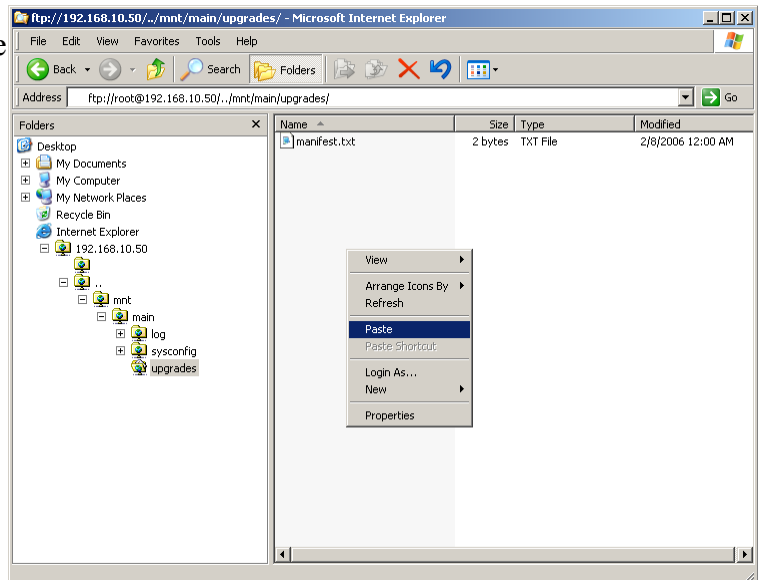 e
ftp://192.168.10.50/../mnt/main/upgrades/ - Microsoft Internet Explorer
File Edit View Favorites Tools Help
Back Search Folders
Address ftp://root@192.168.10.50/../mnt/main/upgrades/ Go
Folders
Name Size Type Modified
manifest.txt 2 bytes TXT File 2/8/2006 12:00 AM
Desktop
My Documents
My Computer
My Network Places
Recycle Bin
Internet Explorer
192.168.10.50
..
mnt
main
log
sysconfig
upgrades
View
Arrange Icons By
Refresh
Paste
Paste Shortcut
Login As...
New
Properties